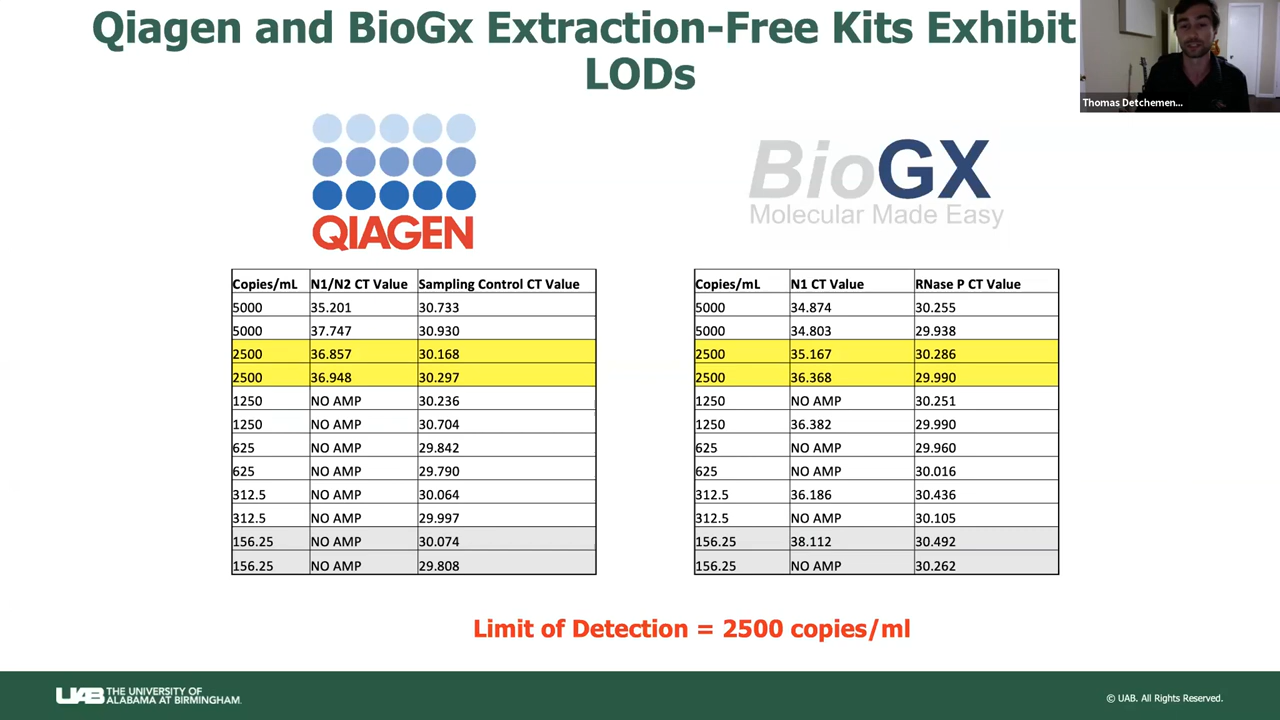 Qiagen and BioGx Extraction-Free Kits Exhibit
LODs
Thomas Detchemen...
QIAGEN
BioGX
Molecular Made Easy
Copies/mL N1/N2 CT Value Sampling Control CT Value
5000 35.201 30.733
5000 37.747 30.930
2500 36.857 30.168
2500 36.948 30.297
1250 NO AMP 30.236
1250 NO AMP 30.704
625 NO AMP 29.842
625 NO AMP 29.790
312.5 NO AMP 30.064
312.5 NO AMP 29.997
156.25 NO AMP 30.074
156.25 NO AMP 29.808
Copies/mL N1 CT Value RNase P CT Value
5000 34.874 30.255
5000 34.803 29.938
2500 35.167 30.286
2500 36.368 29.990
1250 NO AMP 30.251
1250 36.382 29.990
625 NO AMP 29.960
625 NO AMP 30.016
312.5 36.186 30.436
312.5 NO AMP 30.105
156.25 38.112 30.492
156.25 NO AMP 30.262
Limit of Detection = 2500 copies/ml
UAB THE UNIVERSITY OF
ALABAMA AT BIRMINGHAM.
© UAB. All Rights Reserved.